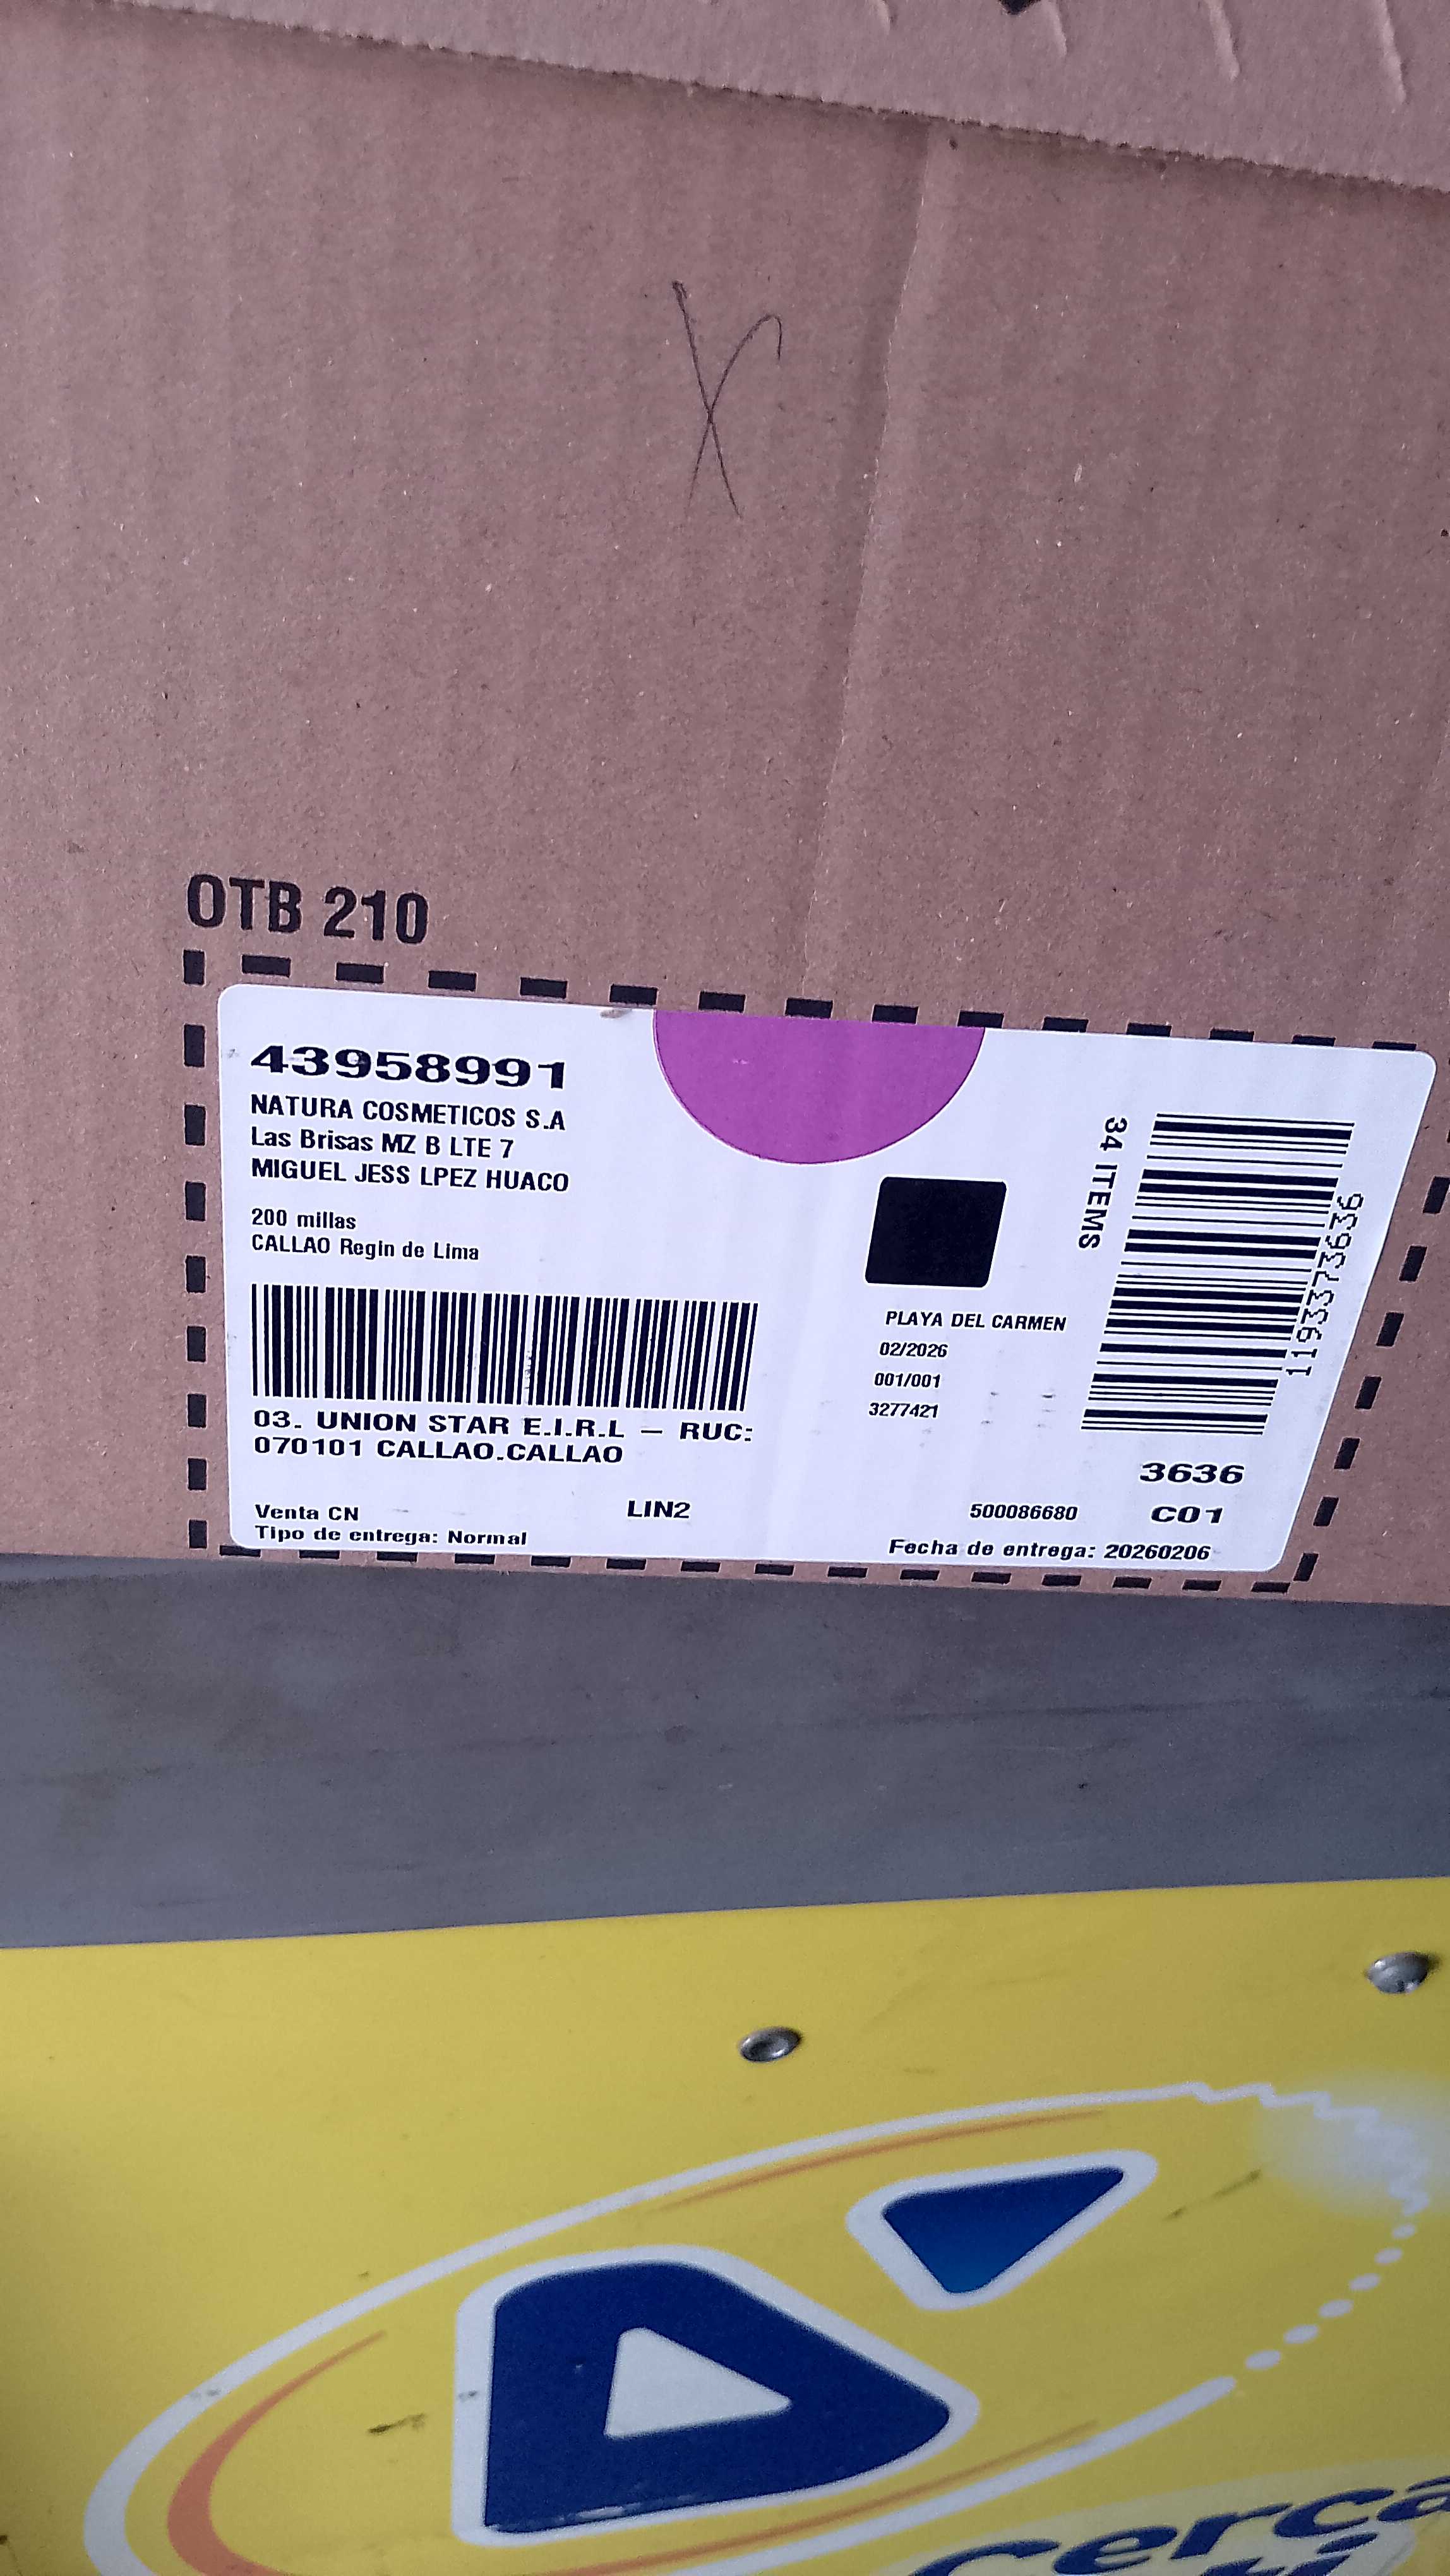 OTB 210
43958991
NATURA COSMETICOS S.A
Las Brisas MZ B LTE 7
MIGUEL JESS LPEZ HUACO
200 millas
CALLAO Regin de Lima
03. UNION STAR E.I.R.L – RUC:
070101 CALLAO.CALLAO
Venta CN
LIN2
Tipo de entrega: Normal
PLAYA DEL CARMEN
02/2026
001/001
3277421
34 ITEMS
3636
500086680
C01
Fecha de entrega: 20260206
cerca